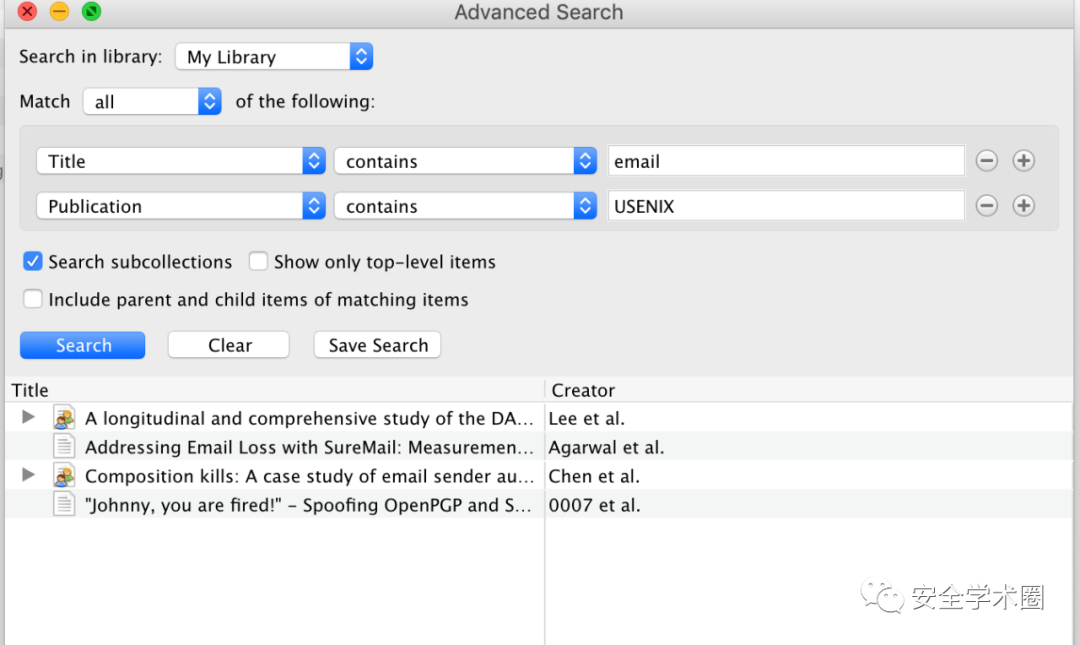 Advanced Search
Search in library: My Library
Match all of the following:
Title contains email
Publication contains USENIX
Search subcollections Show only top-level items
Include parent and child items of matching items
Search Clear Save Search
Title Creator
A longitudinal and comprehensive study of the DA... Lee et al.
Addressing Email Loss with SureMail: Measuremen... Agarwal et al.
Composition kills: A case study of email sender au... Chen et al.
"Johnny, you are fired!" – Spoofing OpenPGP and S... 0007 et al.
安全学术圈